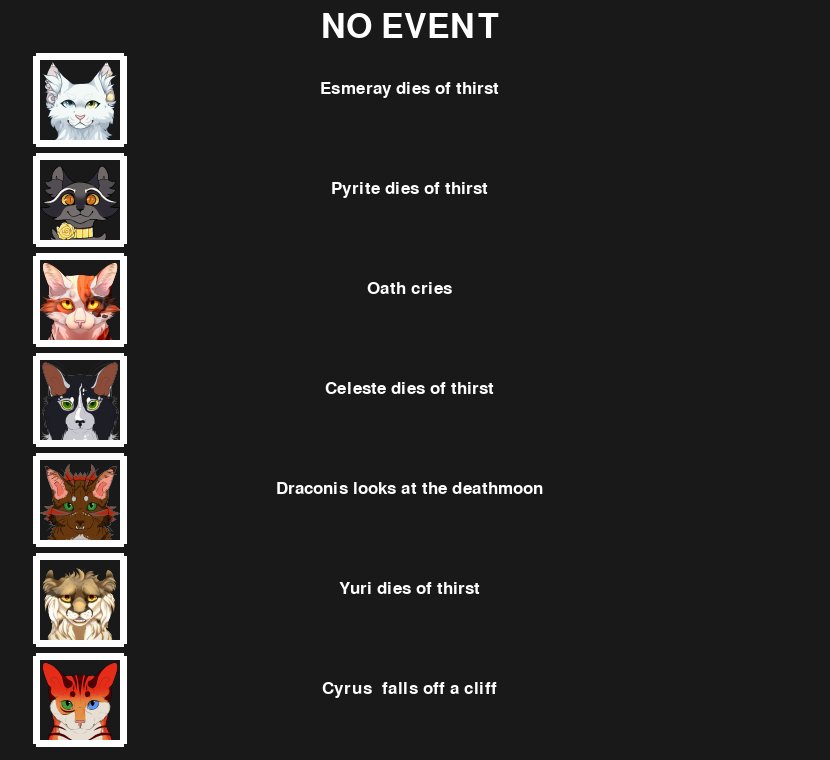 NO EVENT
Esmeray dies of thirst
Pyrite dies of thirst
Oath cries
Celeste dies of thirst
Draconis looks at the deathmoon
Yuri dies of thirst
Cyrus  falls off a cliff